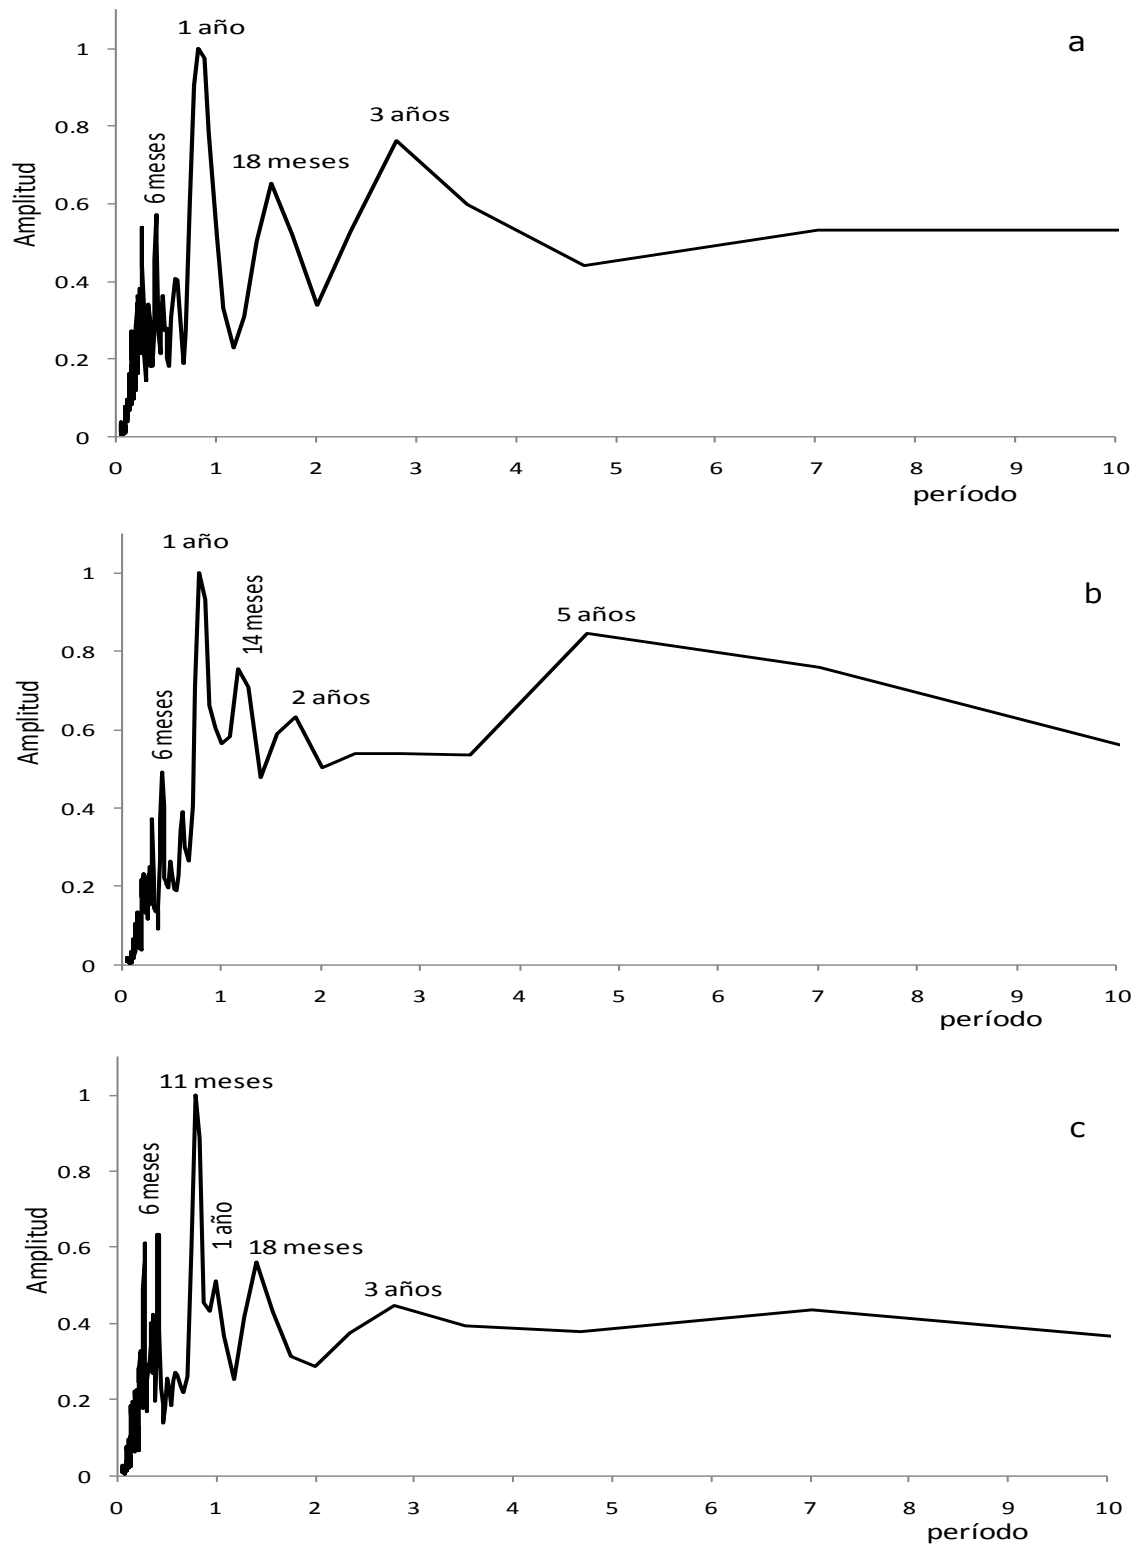 1 año
a
1
3 años
0.8
6 meses
18 meses
Amplitud
0.6
0.4
0.2
0
0 1 2 3 4 5 6 7 8 9 10
período
1 año
1
14 meses
b
5 años
0.8
6 meses
2 años
Amplitud
0.6
0.4
0.2
0
0 1 2 3 4 5 6 7 8 9 10
período
11 meses
1
c
0.8
6 meses
1 año
Amplitud
0.6
18 meses
3 años
0.4
0.2
0
0 1 2 3 4 5 6 7 8 9 10
período